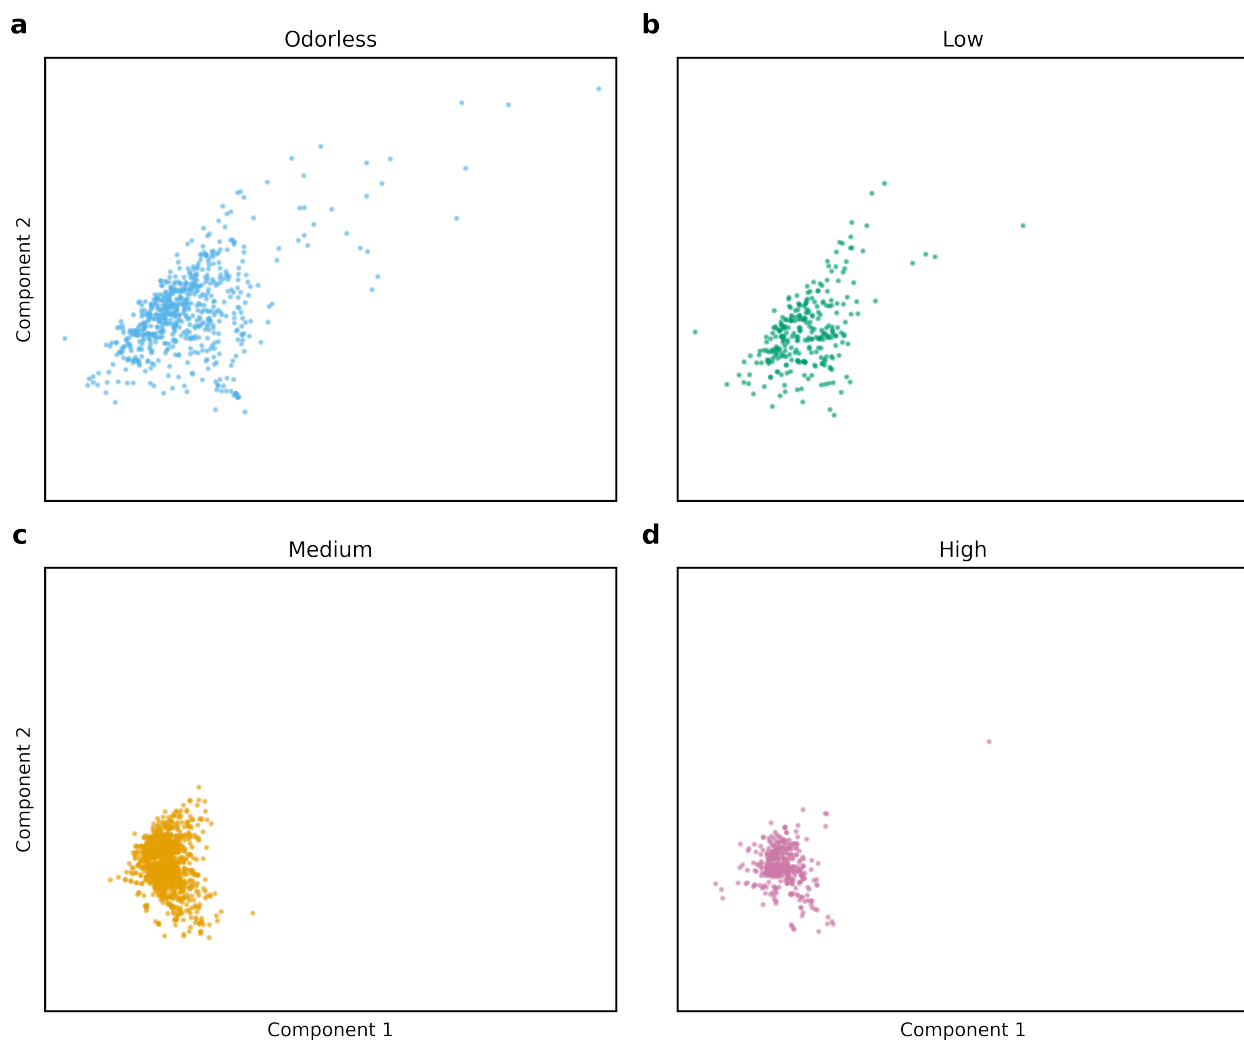 a
Odorless
b
Low
Component 2
c
Medium
d
High
Component 2
Component 1
Component 1